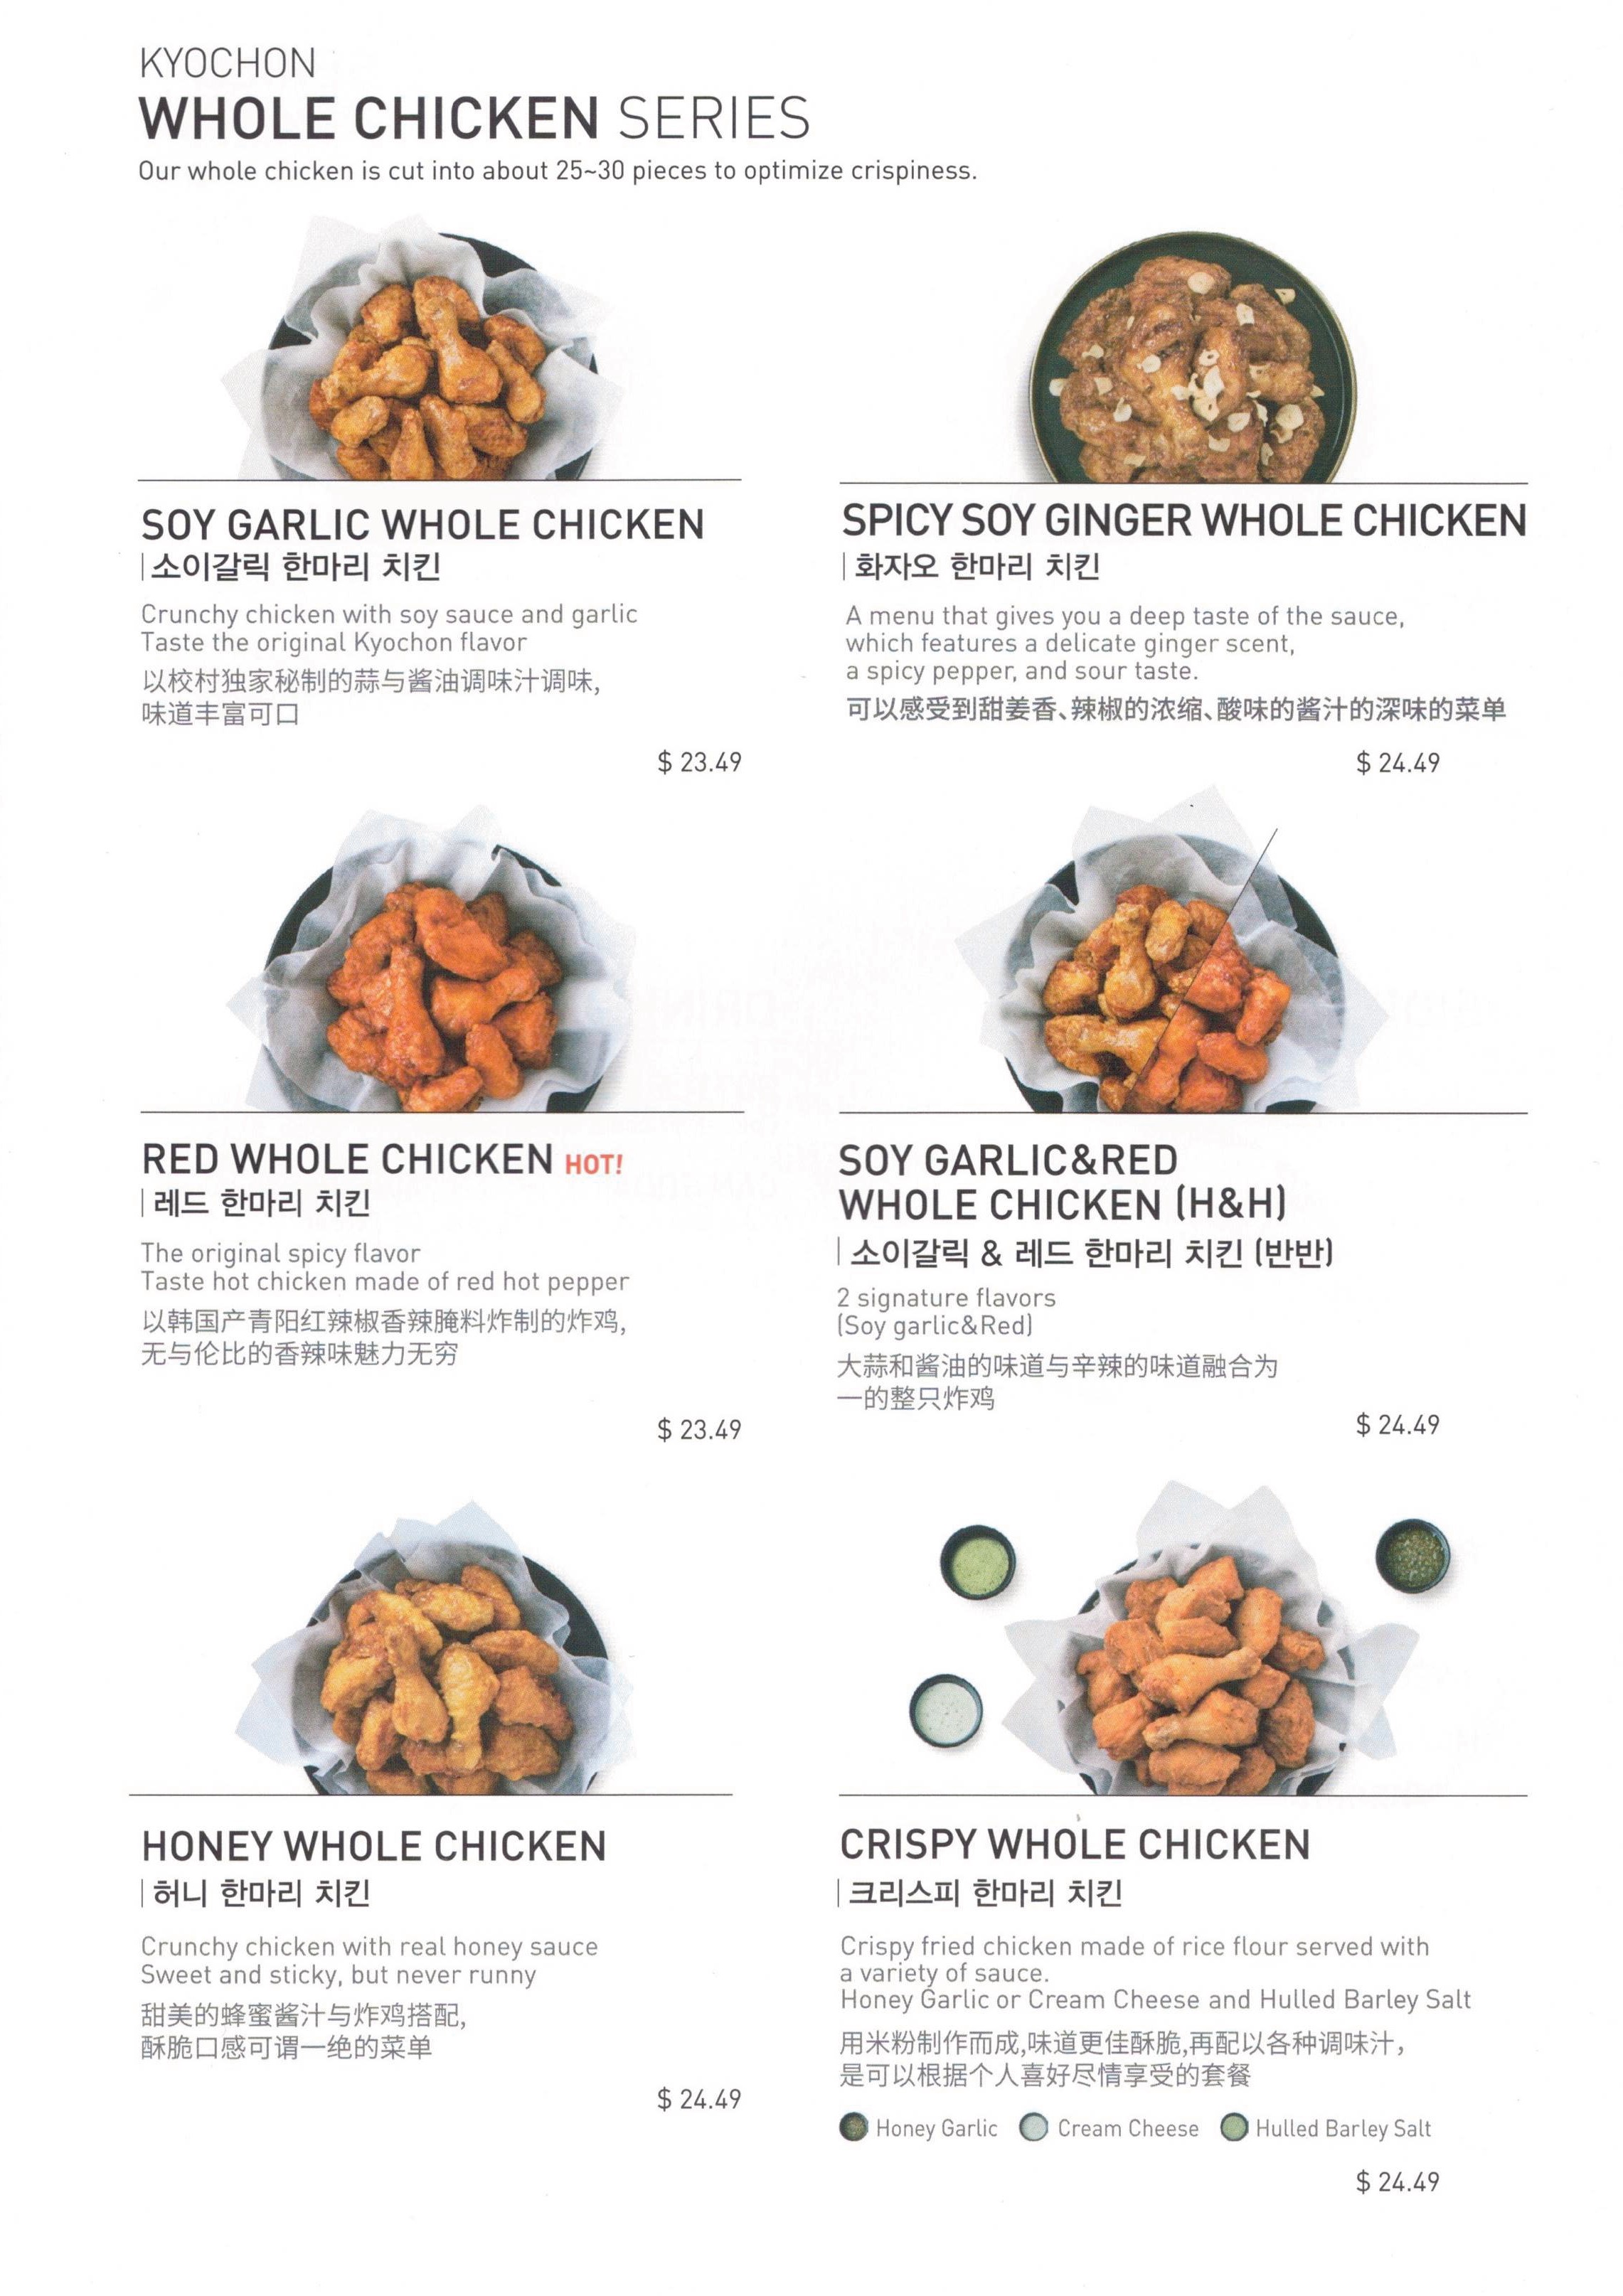 KYOCHON
WHOLE CHICKEN SERIES
Our whole chicken is cut into about 25~30 pieces to optimize crispiness.
SOY GARLIC WHOLE CHICKEN
소이갈릭 한마리 치킨
Crunchy chicken with soy sauce and garlic
Taste the original Kyochon flavor
以校村独家秘制的蒜与酱油调味汁调味,
味道丰富可口
$ 23.49
SPICY SOY GINGER WHOLE CHICKEN
화자오 한마리 치킨
A menu that gives you a deep taste of the sauce,
which features a delicate ginger scent,
a spicy pepper, and sour taste.
可以感受到甜姜香、辣椒的浓缩、酸味的酱汁的深味的菜单
$ 24.49
RED WHOLE CHICKEN HOT!
레드 한마리 치킨
The original spicy flavor
Taste hot chicken made of red hot pepper
以韩国产青阳红辣椒香辣腌料炸制的炸鸡,
无与伦比的香辣味魅力无穷
$ 23.49
SOY GARLIC&RED
WHOLE CHICKEN (H&H)
소이갈릭 & 레드 한마리 치킨 (반반)
2 signature flavors
(Soy garlic&Red)
大蒜和酱油的味道与辛辣的味道融合为
一的整只炸鸡
$ 24.49
HONEY WHOLE CHICKEN
허니 한마리 치킨
Crunchy chicken with real honey sauce
Sweet and sticky, but never runny
甜美的蜂蜜酱汁与炸鸡搭配,
酥脆口感可谓一绝的菜单
$ 24.49
CRISPY WHOLE CHICKEN
크리스피 한마리 치킨
Crispy fried chicken made of rice flour served with
a variety of sauce.
Honey Garlic or Cream Cheese and Hulled Barley Salt
用米粉制作而成,味道更佳酥脆,再配以各种调味汁,
是可以根据个人喜好尽情享受的套餐
Honey Garlic Cream Cheese Hulled Barley Salt
$ 24.49